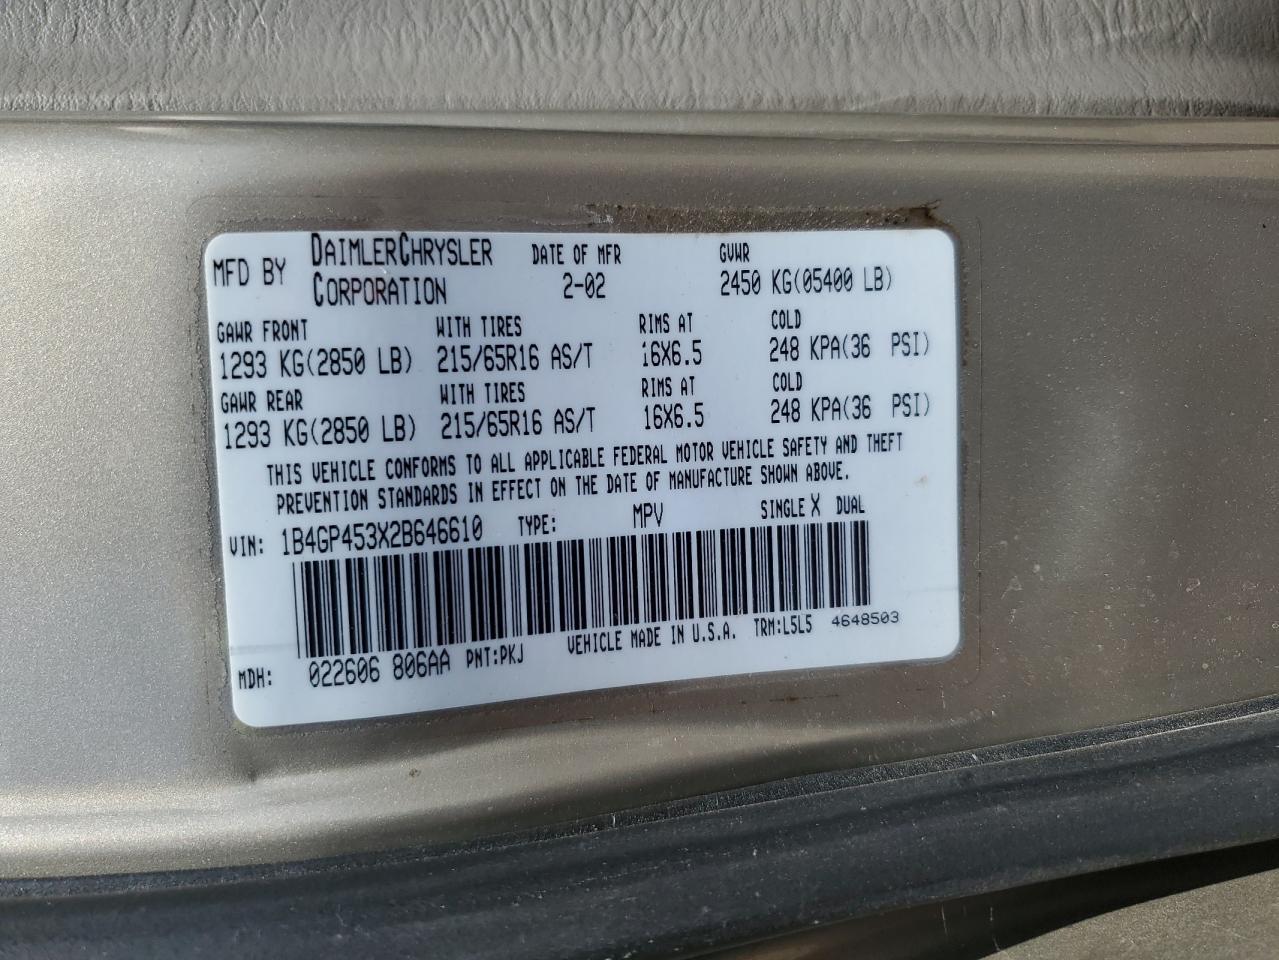 MFD BY DAIMLERCHRYSLER CORPORATION DATE OF MFR 2-02 GVWR 2450 KG(05400 LB)
GAWR FRONT WITH TIRES RIMS AT COLD
1293 KG(2850 LB) 215/65R16 AS/T 16X6.5 248 KPA(36 PSI)
GAWR REAR WITH TIRES RIMS AT COLD
1293 KG(2850 LB) 215/65R16 AS/T 16X6.5 248 KPA(36 PSI)
THIS VEHICLE CONFORMS TO ALL APPLICABLE FEDERAL MOTOR VEHICLE SAFETY AND THEFT
PREVENTION STANDARDS IN EFFECT ON THE DATE OF MANUFACTURE SHOWN ABOVE.
VIN: 1B4GP453X2B646610 TYPE: MPV SINGLE X DUAL
MDH: 022606 806AA PNT:PKJ VEHICLE MADE IN U.S.A. TRM:L5L5 4648503